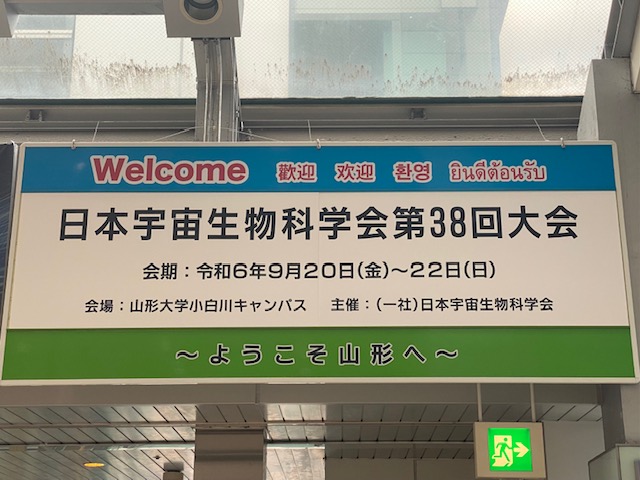 Welcome 歡迎 欢迎 환영 ยินดีต้อนรับ
日本宇宙生物科学会第38回大会
会期：令和6年9月20日(金)～22日(日)
会場：山形大学小白川キャンパス 主催：(一社)日本宇宙生物科学会
～ようこそ山形へ～